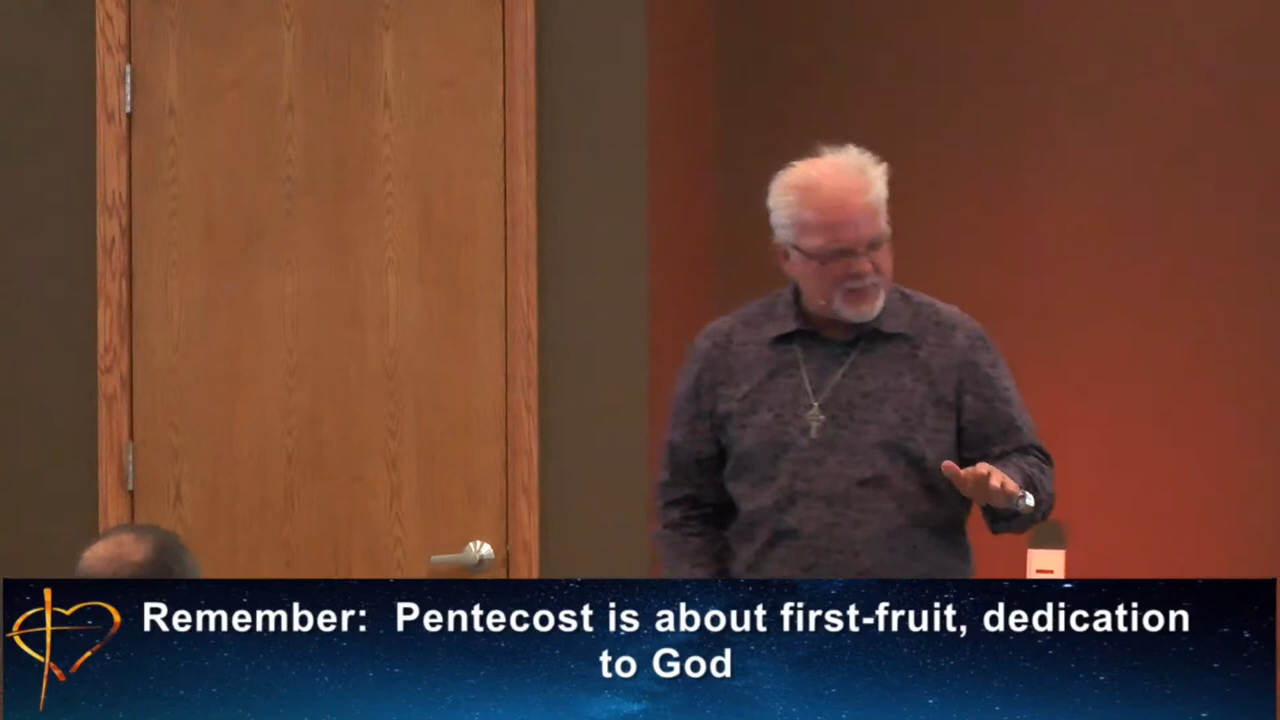 Remember:  Pentecost is about first-fruit, dedication
to God